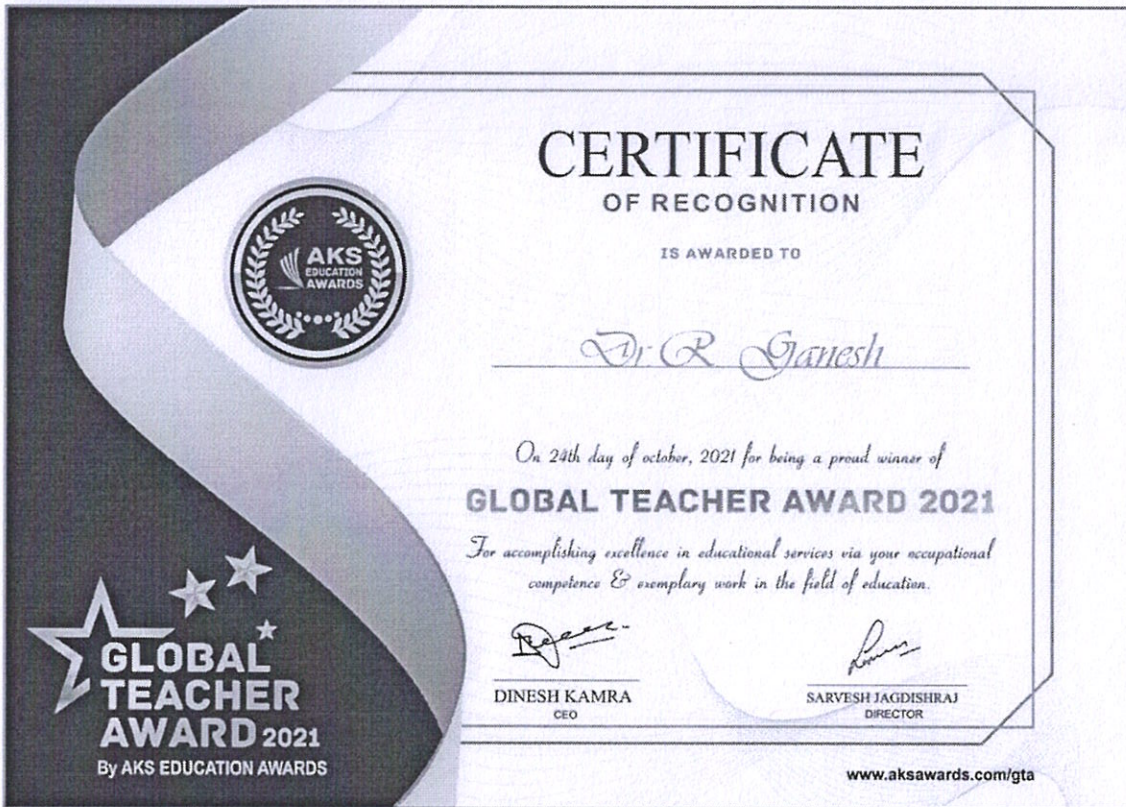 CERTIFICATE
OF RECOGNITION
IS AWARDED TO
AKS
EDUCATION
AWARDS
Dr R Ganesh
On 24th day of october, 2021 for being a proud winner of
GLOBAL TEACHER AWARD 2021
For accomplishing excellence in educational services via your occupational
competence & exemplary work in the field of education.
DINESH KAMRA
CEO
SARVESH JAGDISHRAJ
DIRECTOR
GLOBAL
TEACHER
AWARD 2021
By AKS EDUCATION AWARDS
www.aksawards.com/gta